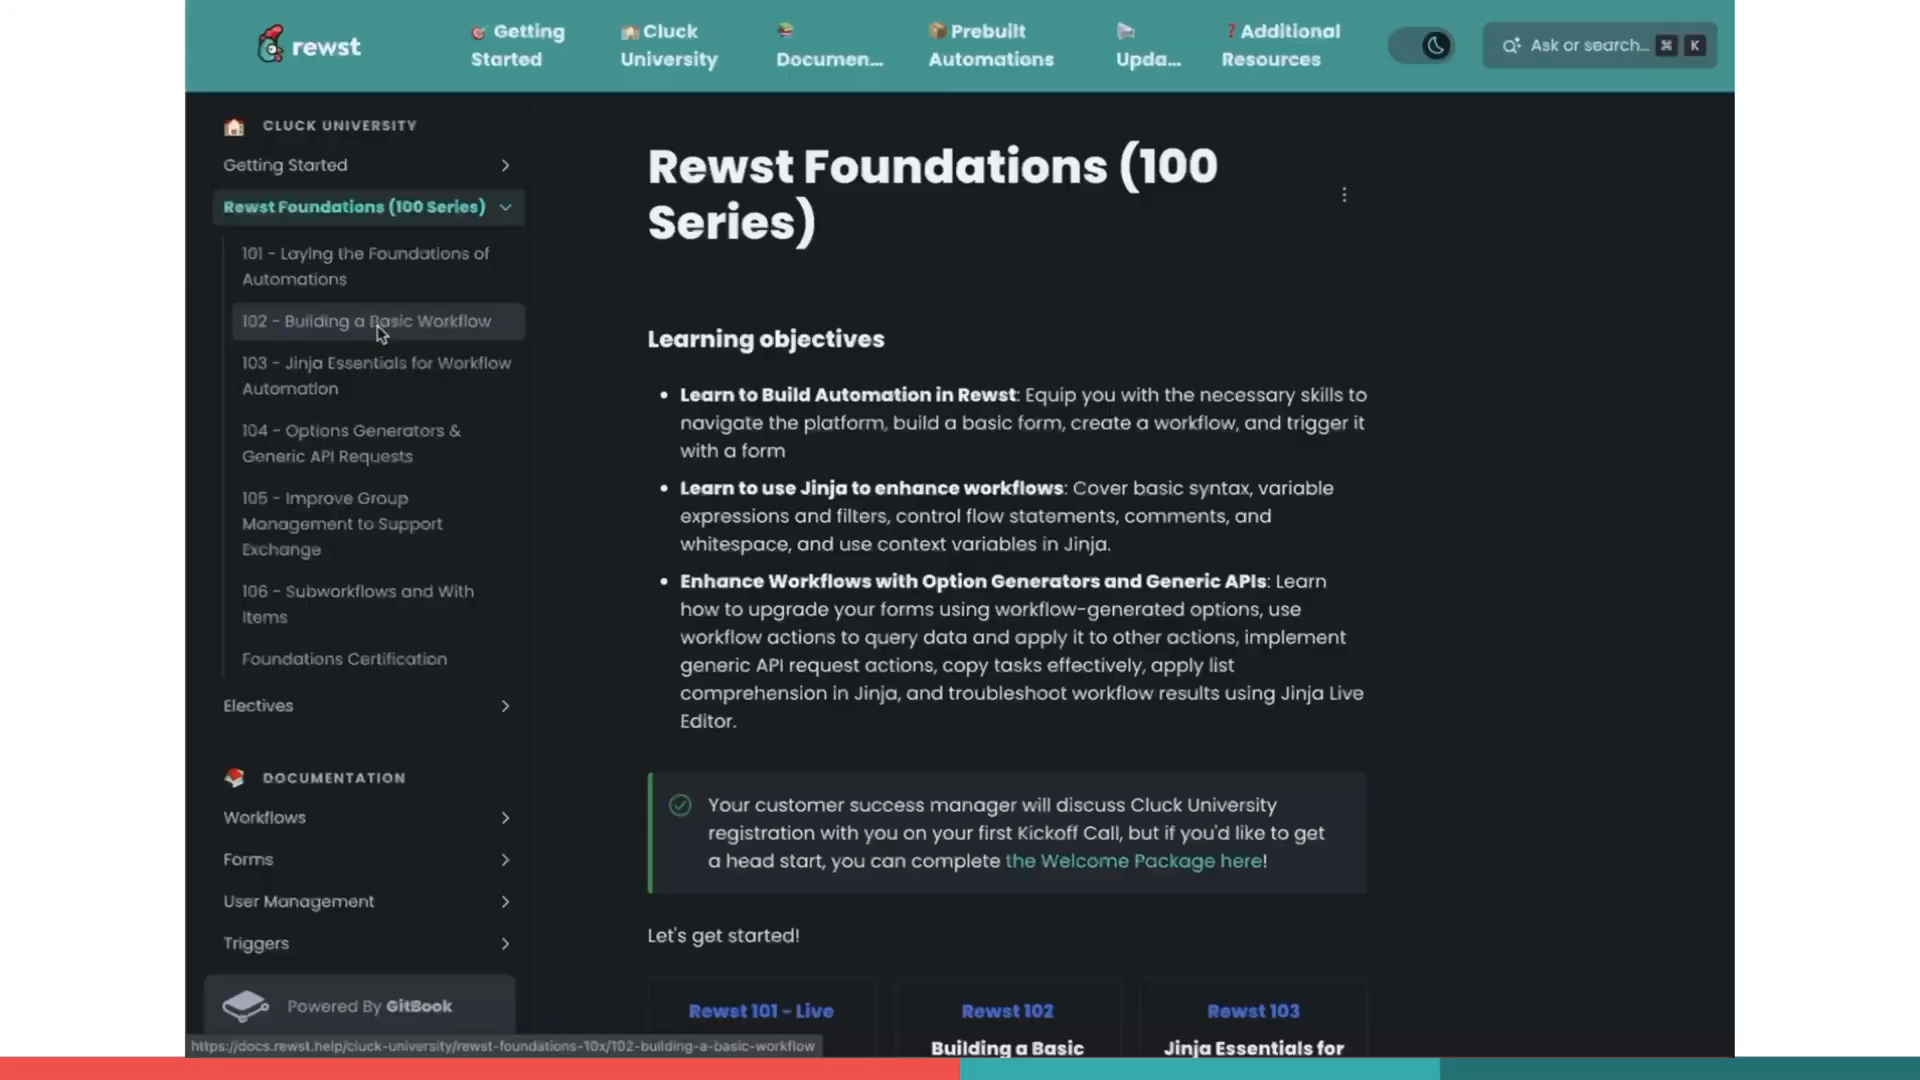 rewst
Getting
Started
Cluck
University
Documen...
Prebuilt
Automations
Upda...
Additional
Resources
Ask or search...
⌘ K
CLUCK UNIVERSITY
Getting Started
Rewst Foundations (100 Series)
101 - Laying the Foundations of
Automations
102 - Building a Basic Workflow
103 - Jinja Essentials for Workflow
Automation
104 - Options Generators &
Generic API Requests
105 - Improve Group
Management to Support
Exchange
106 - Subworkflows and With
Items
Foundations Certification
Electives
DOCUMENTATION
Workflows
Forms
User Management
Triggers
Powered By GitBook
https://docs.rewst.help/cluck-university/rewst-foundations-10x/102-building-a-basic-workflow
Rewst Foundations (100
Series)
Learning objectives
• Learn to Build Automation in Rewst: Equip you with the necessary skills to
navigate the platform, build a basic form, create a workflow, and trigger it
with a form
• Learn to use Jinja to enhance workflows: Cover basic syntax, variable
expressions and filters, control flow statements, comments, and
whitespace, and use context variables in Jinja.
• Enhance Workflows with Option Generators and Generic APIs: Learn
how to upgrade your forms using workflow-generated options, use
workflow actions to query data and apply it to other actions, implement
generic API request actions, copy tasks effectively, apply list
comprehension in Jinja, and troubleshoot workflow results using Jinja Live
Editor.
Your customer success manager will discuss Cluck University
registration with you on your first Kickoff Call, but if you'd like to get
a head start, you can complete the Welcome Package here!
Let's get started!
Rewst 101 - Live
Rewst 102
Building a Basic
Rewst 103
Jinja Essentials for